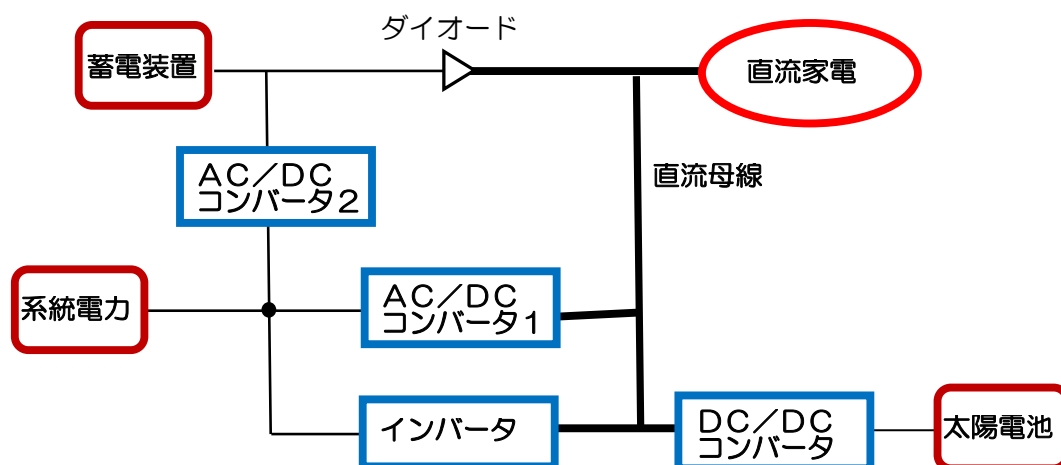 ダイオード
蓄電装置
直流家電
AC/DC
コンバータ2
直流母線
系統電力
AC/DC
コンバータ1
インバータ
DC/DC
コンバータ
太陽電池